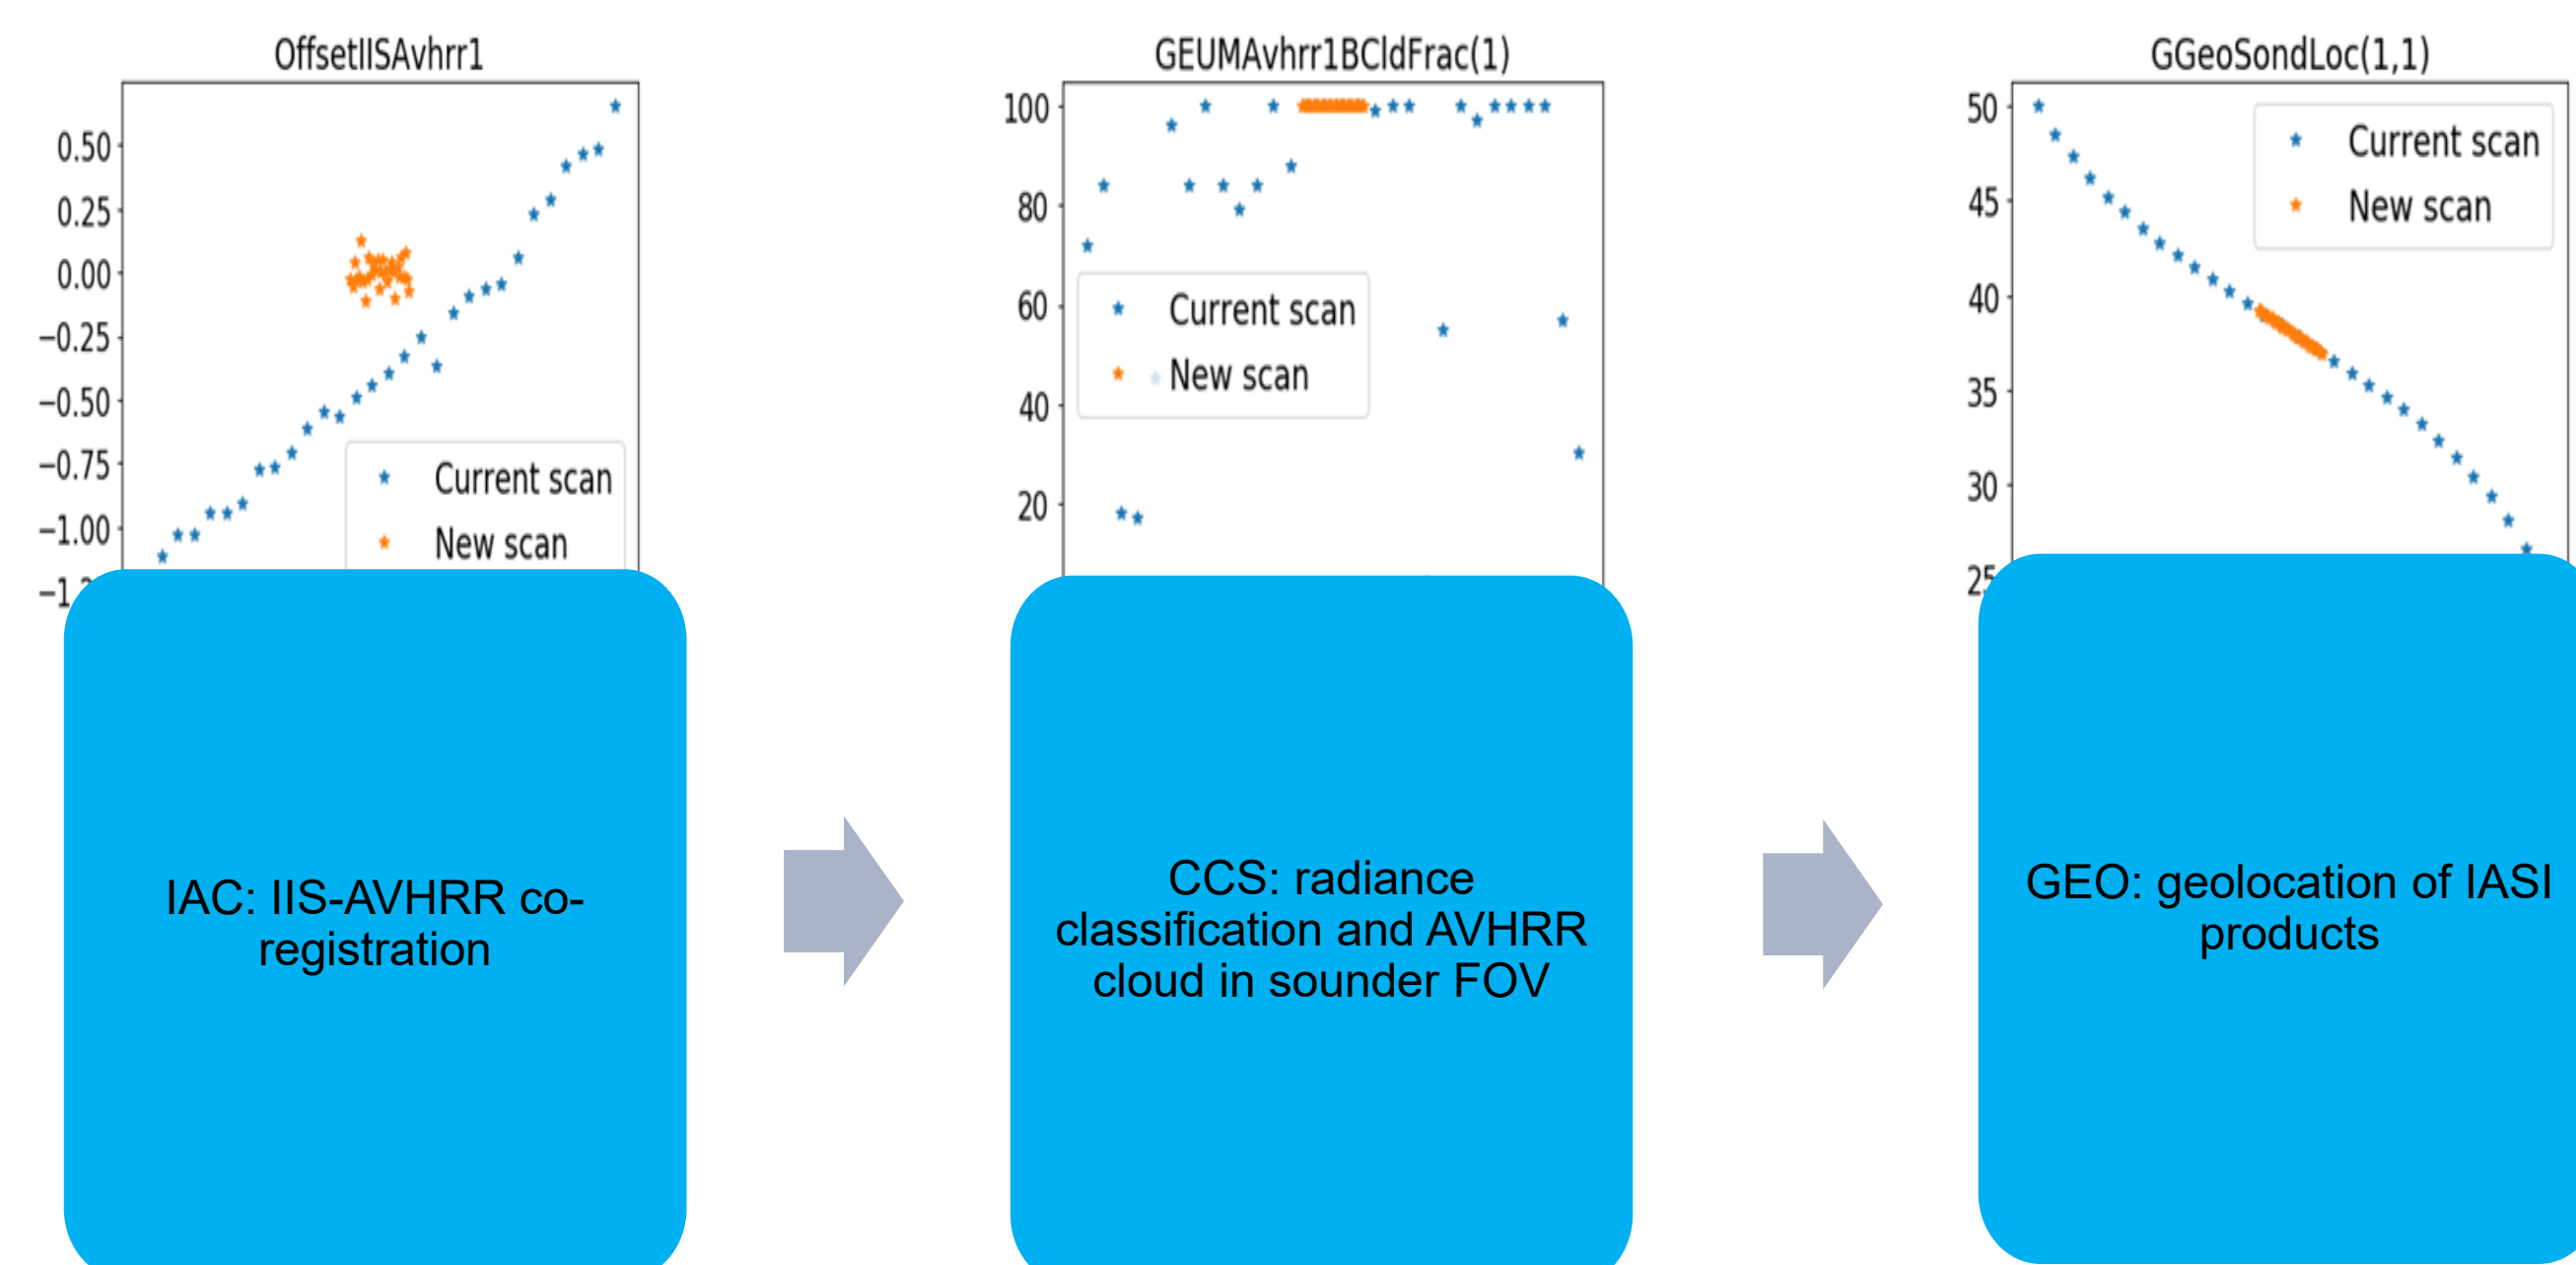 OffsetIISAvhrr1
0.50
0.25
0.00
−0.25
−0.50
−0.75
−1.00
Current scan
New scan
GEUMAvhrr1BCldFrac(1)
100
80
60
40
20
Current scan
New scan
GGeoSondLoc(1,1)
50
45
40
35
30
25
Current scan
New scan
IAC: IIS-AVHRR co-
registration
CCS: radiance
classification and AVHRR
cloud in sounder FOV
GEO: geolocation of IASI
products